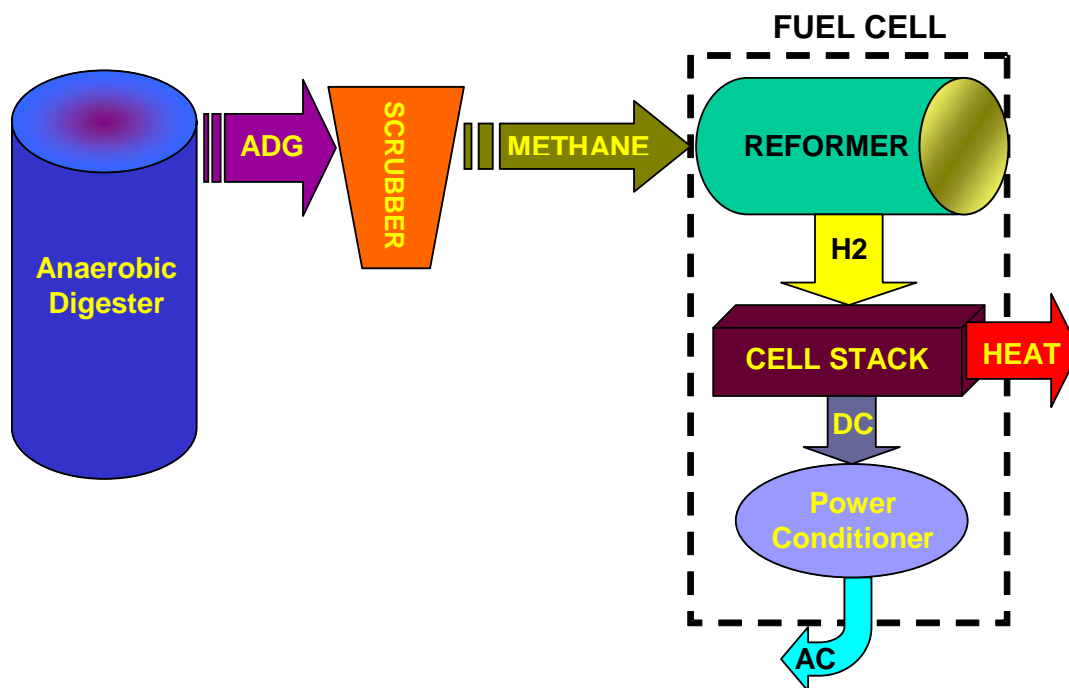 FUEL CELL
ADG
SCRUBBER
METHANE
REFORMER
H2
Anaerobic
Digester
CELL STACK
HEAT
DC
Power
Conditioner
AC